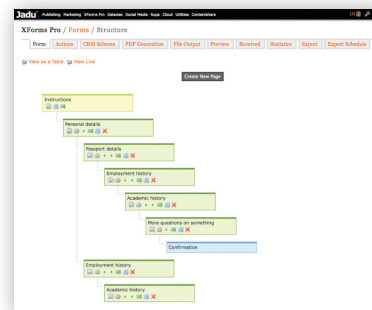 Jadu Publishing Marketing XForms Pro Galaxies Social Media Rupa Cloud Utilities Contentshare
XForms Pro / Forms / Structure
Form Actions CRM Schema PDF Generation File Output Preview Received Statistics Export Export Schedule
View as a Table. View Live
Create New Page
Instructions
Personal details
Passport details
Employment history
Academic history
More questions on something
Confirmation
Employment history
Academic history